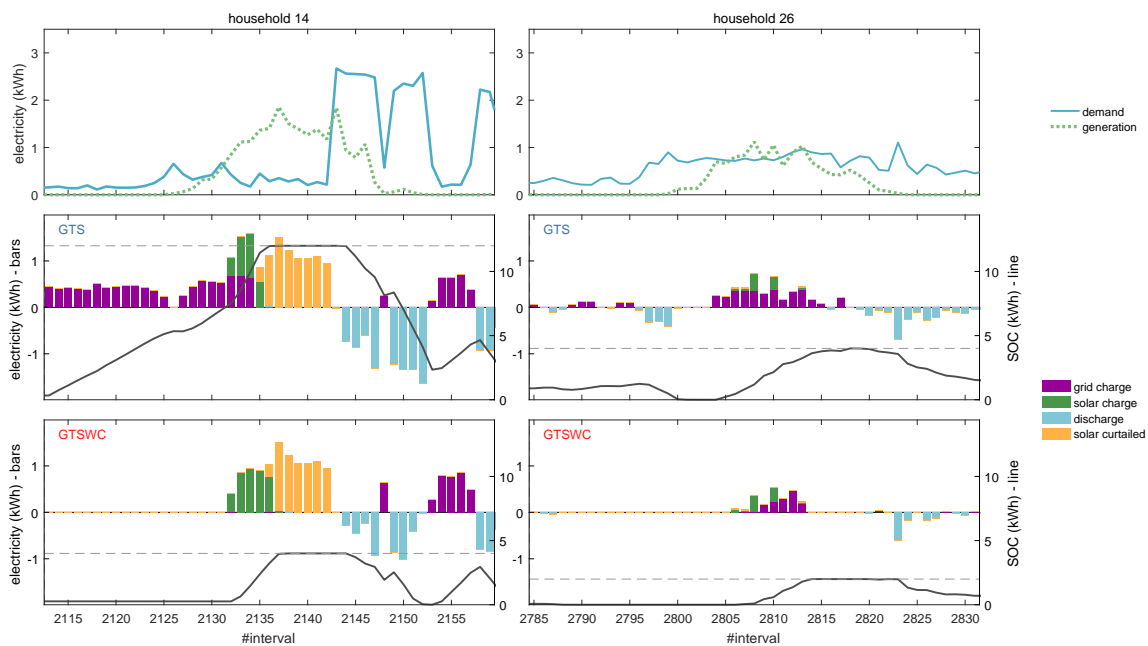 household 14
household 26
electricity (kWh)
3
2
1
0
3
2
1
0
demand
generation
GTS
electricity (kWh) - bars
1
0
-1
10
5
0
GTS
1
0
-1
10
5
0
SOC (kWh) - line
grid charge
solar charge
discharge
solar curtailed
GTSWC
electricity (kWh) - bars
1
0
-1
10
5
0
GTSWC
1
0
-1
10
5
0
SOC (kWh) - line
2115 2120 2125 2130 2135 2140 2145 2150 2155
2785 2790 2795 2800 2805 2810 2815 2820 2825 2830
#interval
#interval